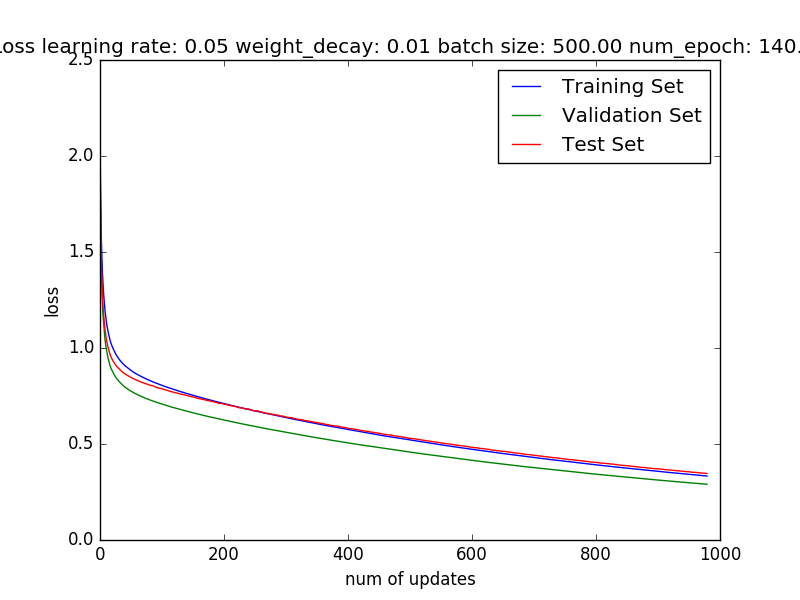 Loss learning rate: 0.05 weight_decay: 0.01 batch size: 500.00 num_epoch: 140.
2.5
2.0
1.5
1.0
0.5
0.0
loss
Training Set
Validation Set
Test Set
0 200 400 600 800 1000
num of updates